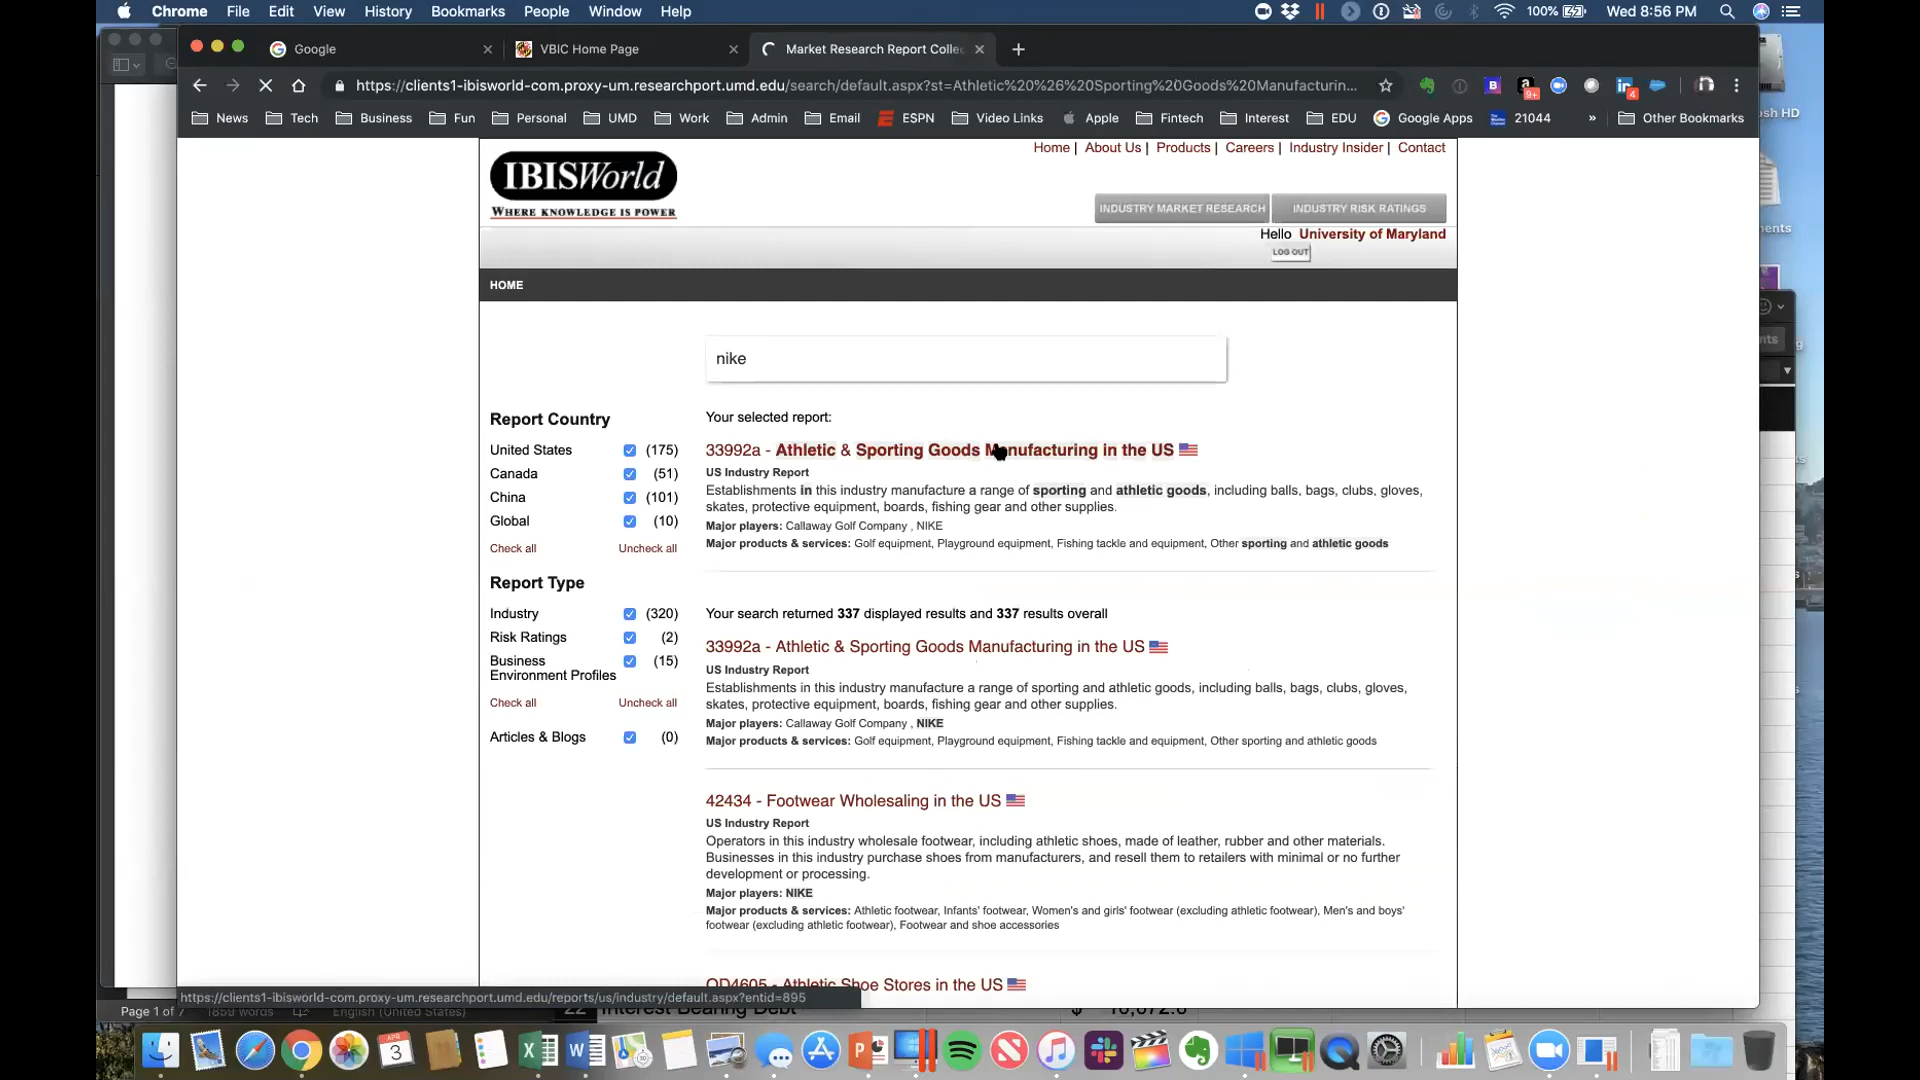 Chrome File Edit View History Bookmarks People Window Help 100% Wed 8:56 PM
Google VBIC Home Page Market Research Report Colle
https://clients1-ibisworld-com.proxy-um.researchport.umd.edu/search/default.aspx?st=Athletic%20%26%20Sporting%20Goods%20Manufacturin...
9+ 4
News Tech Business Fun Personal UMD Work Admin Email ESPN Video Links Apple Fintech Interest EDU Google Apps 21044 » Other Bookmarks
Home | About Us | Products | Careers | Industry Insider | Contact
IBISWorld
WHERE KNOWLEDGE IS POWER
INDUSTRY MARKET RESEARCH INDUSTRY RISK RATINGS
Hello University of Maryland
LOG OUT
HOME
nike
Report Country
United States (175)
Canada (51)
China (101)
Global (10)
Check all Uncheck all
Report Type
Industry (320)
Risk Ratings (2)
Business Environment Profiles (15)
Check all Uncheck all
Articles & Blogs (0)
Your selected report:
33992a - Athletic & Sporting Goods Manufacturing in the US
US Industry Report
Establishments in this industry manufacture a range of sporting and athletic goods, including balls, bags, clubs, gloves,
skates, protective equipment, boards, fishing gear and other supplies.
Major players: Callaway Golf Company , NIKE
Major products & services: Golf equipment, Playground equipment, Fishing tackle and equipment, Other sporting and athletic goods
Your search returned 337 displayed results and 337 results overall
33992a - Athletic & Sporting Goods Manufacturing in the US
US Industry Report
Establishments in this industry manufacture a range of sporting and athletic goods, including balls, bags, clubs, gloves,
skates, protective equipment, boards, fishing gear and other supplies.
Major players: Callaway Golf Company , NIKE
Major products & services: Golf equipment, Playground equipment, Fishing tackle and equipment, Other sporting and athletic goods
42434 - Footwear Wholesaling in the US
US Industry Report
Operators in this industry wholesale footwear, including athletic shoes, made of leather, rubber and other materials.
Businesses in this industry purchase shoes from manufacturers, and resell them to retailers with minimal or no further
development or processing.
Major players: NIKE
Major products & services: Athletic footwear, Infants' footwear, Women's and girls' footwear (excluding athletic footwear), Men's and boys'
footwear (excluding athletic footwear), Footwear and shoe accessories
OD4605 - Athletic Shoe Stores in the US
https://clients1-ibisworld-com.proxy-um.researchport.umd.edu/reports/us/industry/default.aspx?entid=895
Page 1 of 7 1859 words English (United States)
22 Interest Bearing Debt $
APR
3